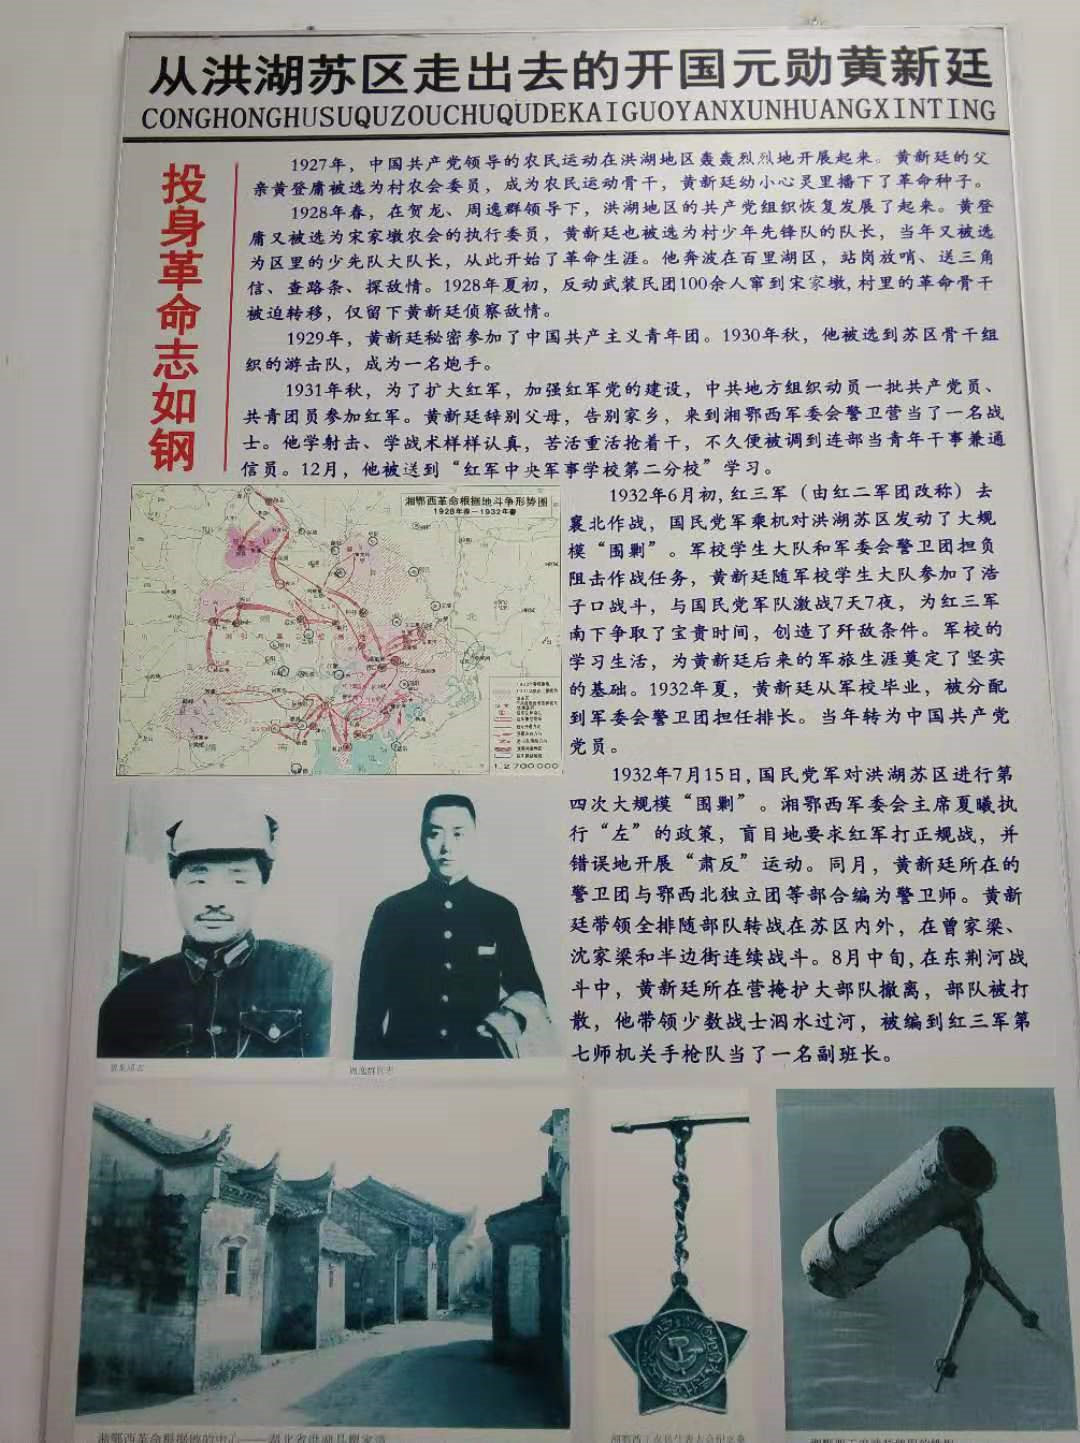 从洪湖苏区走出去的开国元勋黄新廷
CONGHONGHUSUQUZOUCHUQUDEKAIGUOYANXUNHUANGXINTING
投身革命志如钢
1927年，中国共产党领导的农民运动在洪湖地区轰轰烈烈地开展起来。黄新廷的父
亲黄登庸被选为村农会委员，成为农民运动骨干，黄新廷幼小心灵里播下了革命种子。
1928年春，在贺龙、周逸群领导下，洪湖地区的共产党组织恢复发展了起来。黄登
庸又被选为宋家墩农会的执行委员，黄新廷也被选为村少年先锋队的队长，当年又被选
为区里的少先队大队长，从此开始了革命生涯。他奔波在百里湖区，站岗放哨、送三角
信、查路条、探敌情。1928年夏初，反动武装民团100余人窜到宋家墩，村里的革命骨干
被迫转移，仅留下黄新廷侦察敌情。
1929年，黄新廷秘密参加了中国共产主义青年团。1930年秋，他被选到苏区骨干组
织的游击队，成为一名炮手。
1931年秋，为了扩大红军，加强红军党的建设，中共地方组织动员一批共产党员、
共青团员参加红军。黄新廷辞别父母，告别家乡，来到湘鄂西军委会警卫营当了一名战
士。他学射击、学战术样样认真，苦活重活抢着干，不久便被调到连部当青年干事兼通
信员。12月，他被送到“红军中央军事学校第二分校”学习。
湘鄂西革命根据地斗争形势图
1928年春－1932年春
1:2 700 000
1932年6月初，红三军（由红二军团改称）去
襄北作战，国民党军乘机对洪湖苏区发动了大规
模“围剿”。军校学生大队和军委会警卫团担负
阻击作战任务，黄新廷随军校学生大队参加了浩
子口战斗，与国民党军队激战7天7夜，为红三军
南下争取了宝贵时间，创造了歼敌条件。军校的
学习生活，为黄新廷后来的军旅生涯奠定了坚实
的基础。1932年夏，黄新廷从军校毕业，被分配
到军委会警卫团担任排长。当年转为中国共产党
党员。
1932年7月15日，国民党军对洪湖苏区进行第
四次大规模“围剿”。湘鄂西军委会主席夏曦执
行“左”的政策，盲目地要求红军打正规战，并
错误地开展“肃反”运动。同月，黄新廷所在的
警卫团与鄂西北独立团等部合编为警卫师。黄新
廷带领全排随部队转战在苏区内外，在曾家梁、
沈家梁和半边街连续战斗。8月中旬，在东荆河战
斗中，黄新廷所在营掩护大部队撤离，部队被打
散，他带领少数战士泅水过河，被编到红三军第
七师机关手枪队当了一名副班长。
周逸群同志
湘鄂西革命根据地的中心——湖北省洪湖县瞿家湾